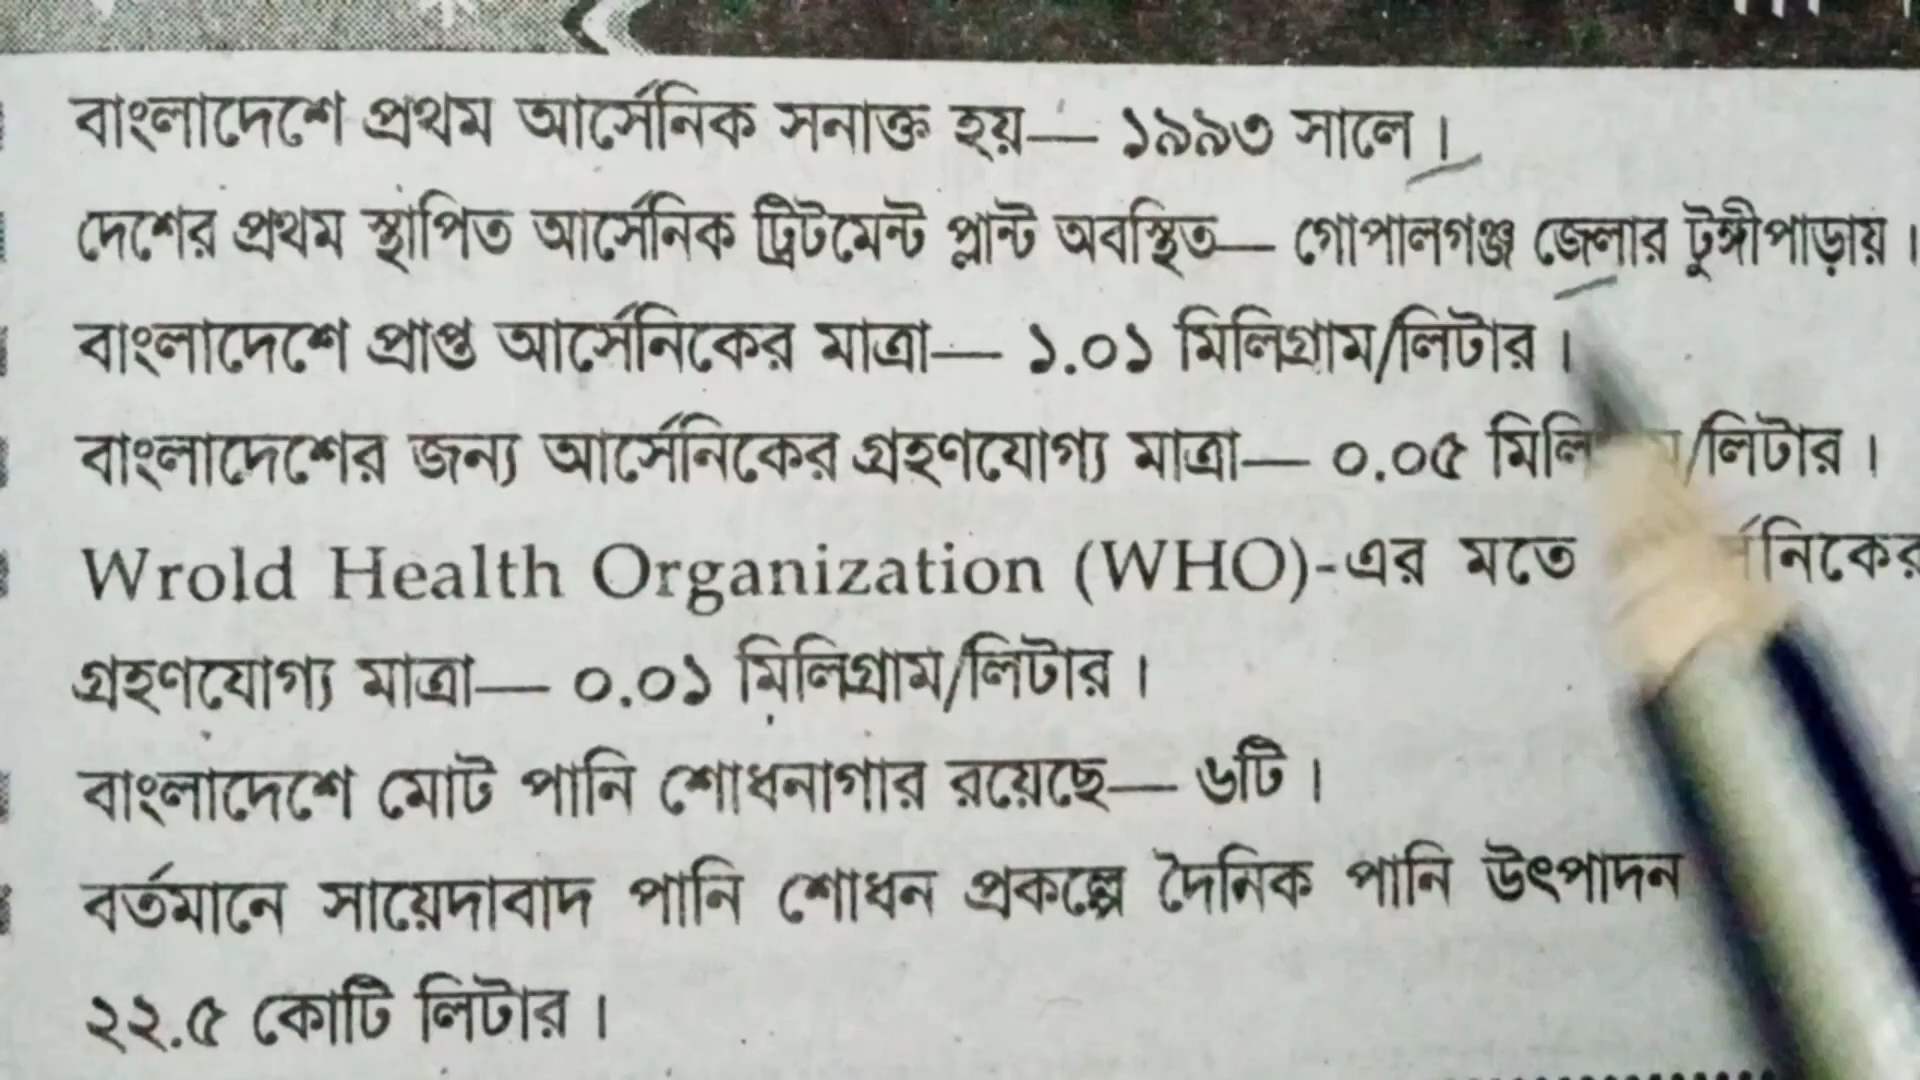 বাংলাদেশে প্রথম আর্সেনিক সনাক্ত হয়— ১৯৯৩ সালে।
দেশের প্রথম স্থাপিত আর্সেনিক ট্রিটমেন্ট প্লান্ট অবস্থিত— গোপালগঞ্জ জেলার টুঙ্গীপাড়ায়।
বাংলাদেশে প্রাপ্ত আর্সেনিকের মাত্রা— ১.০১ মিলিগ্রাম/লিটার।
বাংলাদেশের জন্য আর্সেনিকের গ্রহণযোগ্য মাত্রা— ০.০৫ /লিটার।
Wrold Health Organization (WHO)-এর মতে
গ্রহণযোগ্য মাত্রা— ০.০১ মিলিগ্রাম/লিটার।
বাংলাদেশে মোট পানি শোধনাগার রয়েছে— ৬টি।
বর্তমানে সায়েদাবাদ পানি শোধন প্রকল্পে দৈনিক পানি উৎপাদন
২২.৫ কোটি লিটার।